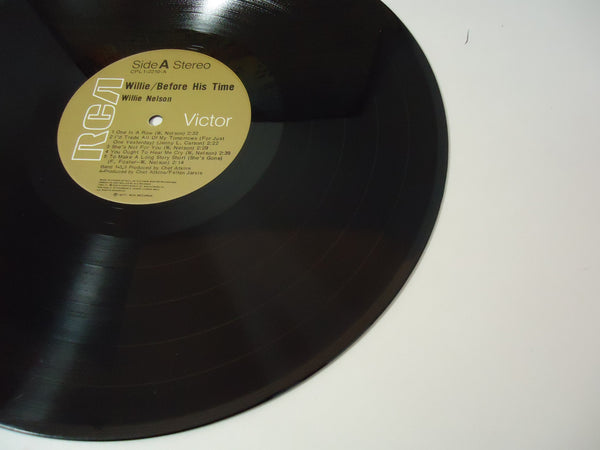 Side A Stereo
CPL1-2210-A
Willie/Before His Time
Willie Nelson
RCA
Victor
1 One In A Row (W. Nelson) 2:32
2 I'd Trade All Of My Tomorrows (For Just
One Yesterday) (Jenny L. Carson) 2:22
3 She's Not For You (W. Nelson) 2:39
4 You Ought To Hear Me Cry (W. Nelson) 2:39
5 To Make A Long Story Short (She's Gone)
(F. Foster-W. Nelson) 2:14
Produced by Chet Atkins
Produced by Chet Atkins/Felton Jarvis